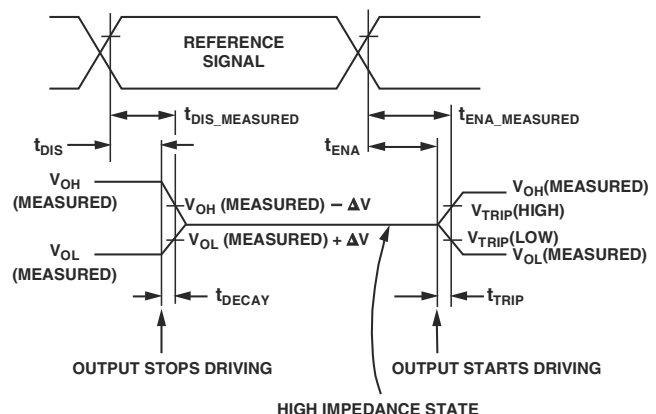 REFERENCE
SIGNAL
tDIS_MEASURED
tENA_MEASURED
tDIS
tENA
VOH
(MEASURED)
VOH (MEASURED) – ΔV
VOH(MEASURED)
VTRIP(HIGH)
VOL (MEASURED) + ΔV
VTRIP(LOW)
VOL
(MEASURED)
VOL(MEASURED)
tDECAY
tTRIP
OUTPUT STOPS DRIVING
OUTPUT STARTS DRIVING
HIGH IMPEDANCE STATE